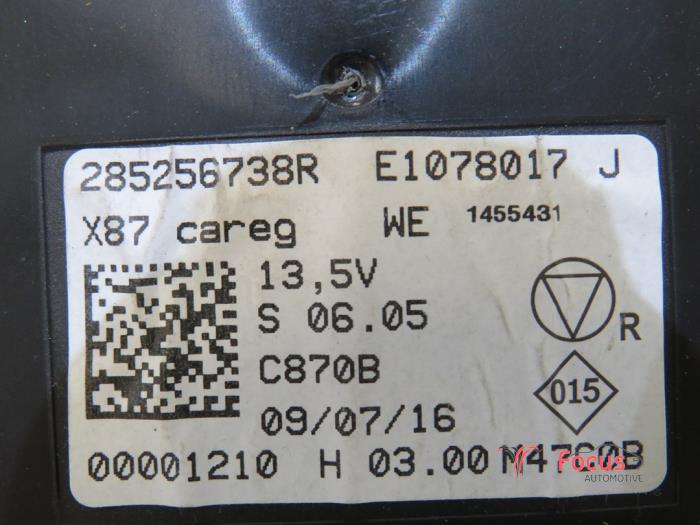 285256738R E1078017 J
X87 careg WE 1455431
13,5V
S 06.05
R
C870B
015
09/07/16
00001210 H 03.00
Focus
AUTOMOTIVE